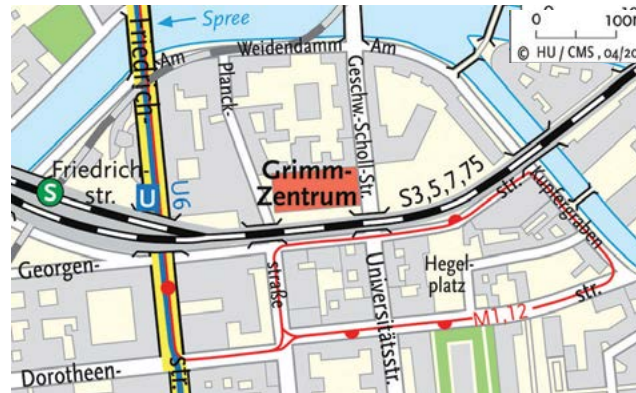 Friedrich-
Spree
0
© HU / CMS , 04/20
Am
Weidendamm
Am
Planck-
Geschw.-Scholl-Str.
Friedrich-
str.
S
U
U6
Grimm-
Zentrum
S3,5,7,75
str.
Kupfergraben
Georgen-
straße
Universitätsstr.
Hegel-
platz
str.
M1,12
Dorotheen-
str.